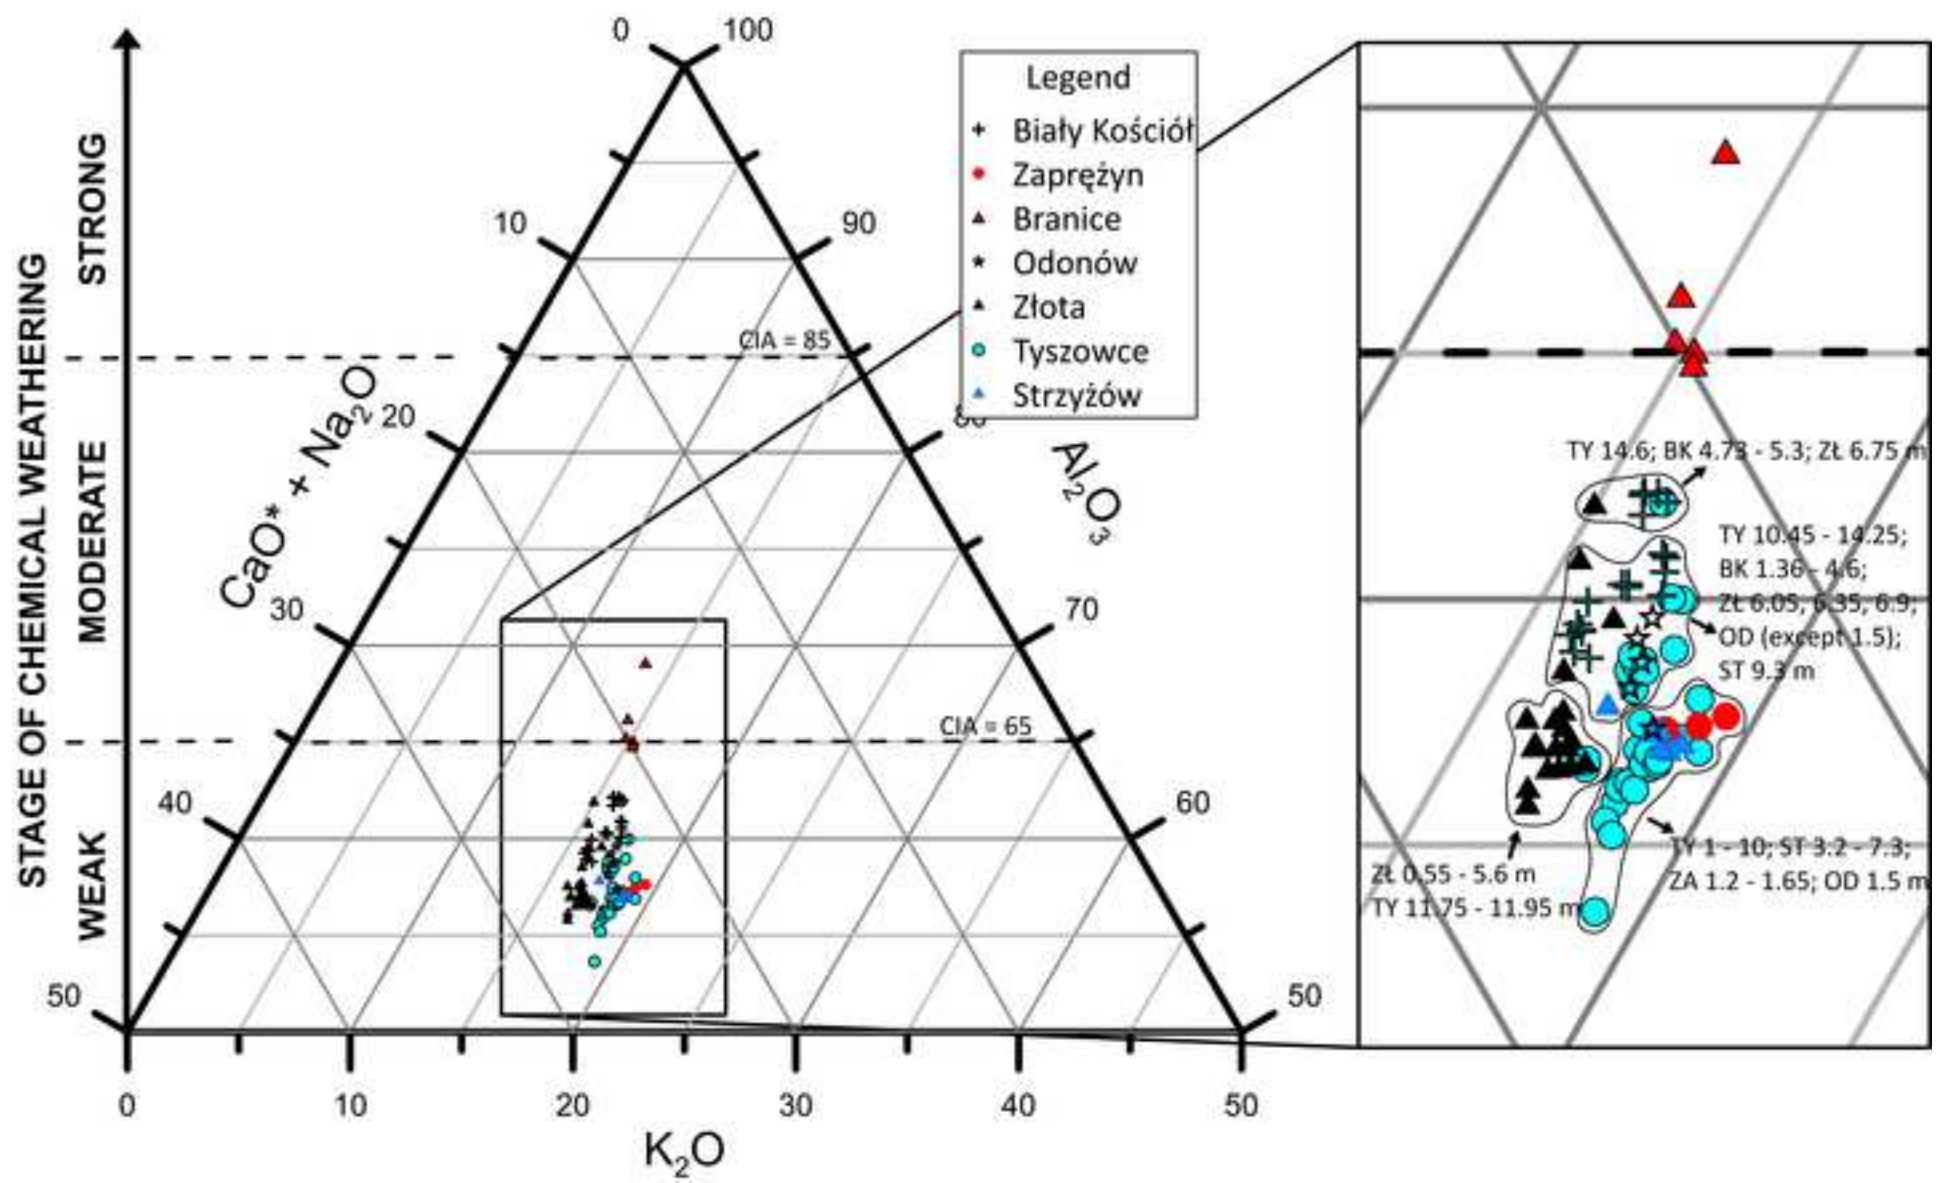 STAGE OF CHEMICAL WEATHERING
STRONG
MODERATE
WEAK
0
100
10
90
20
30
70
40
60
50
50
CaO* + Na2O
Al2O3
CIA = 85
CIA = 65
0
10
20
30
40
50
K2O
Legend
Biały Kościół
Zaprężyn
Branice
Odonów
Złota
Tyszowce
Strzyżów
TY 14.6; BK 4.73 - 5.3; ZŁ 6.75 m
TY 10.45 - 14.25;
BK 1.36 - 4.6;
ZŁ 6.05, 6.35, 6.9;
OD (except 1.5);
ST 9.3 m
TY 1 - 10; ST 3.2 - 7.3;
ZA 1.2 - 1.65; OD 1.5 m
ZŁ 0.55 - 5.6 m
TY 11.75 - 11.95 m